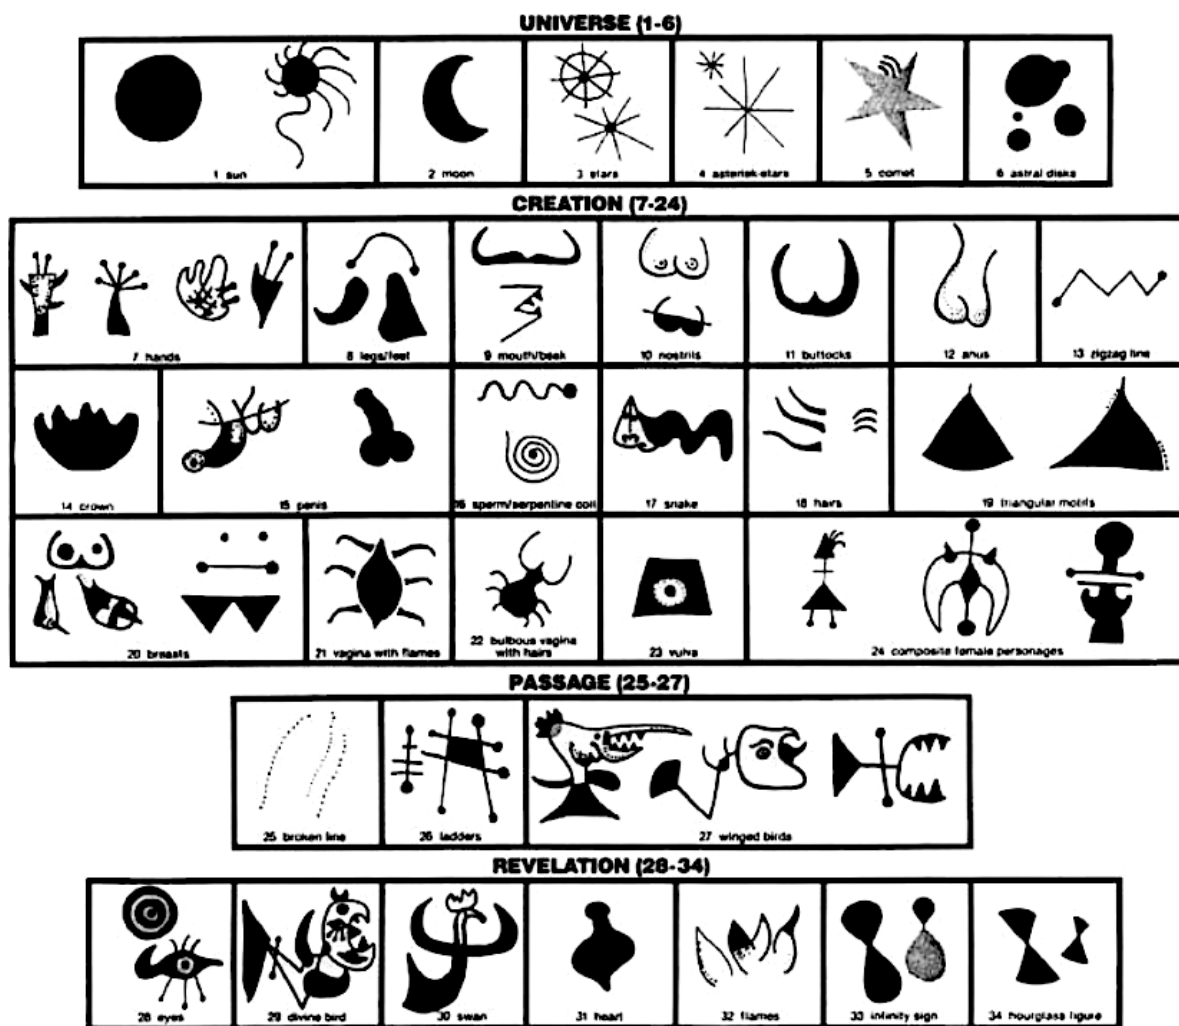 UNIVERSE (1-6)
1 sun
2 moon
3 stars
4 asterisk-stars
5 comet
6 astral disks
CREATION (7-24)
7 hands
8 legs/feet
9 mouth/beak
10 nostrils
11 buttocks
12 anus
13 zigzag line
14 crown
15 penis
16 sperm/serpentine coil
17 snake
18 hairs
19 triangular motifs
20 breasts
21 vagina with flames
22 bulbous vagina
with hairs
23 vulva
24 composite female personages
PASSAGE (25-27)
25 broken line
26 ladders
27 winged birds
REVELATION (28-34)
28 eyes
29 divine bird
30 swan
31 heart
32 flames
33 infinity sign
34 hourglass figure